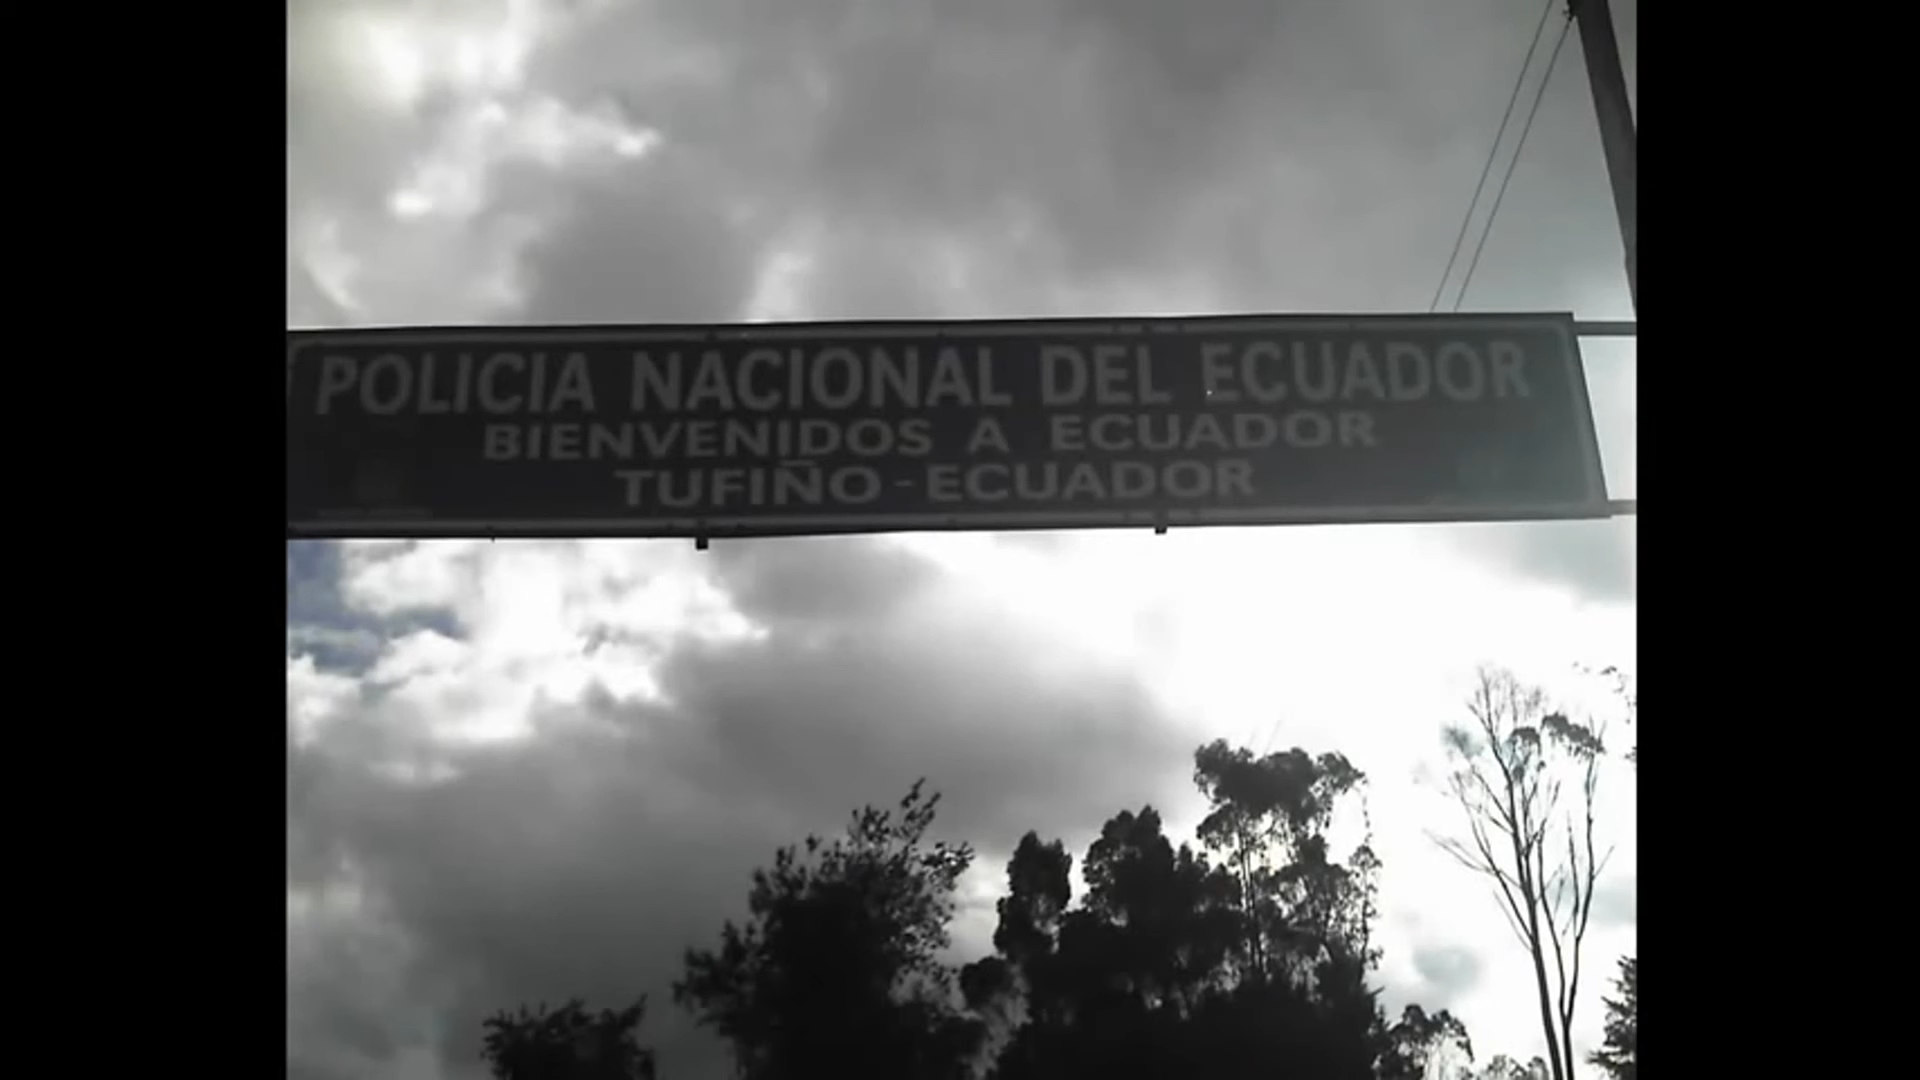 POLICIA NACIONAL DEL ECUADOR
BIENVENIDOS A ECUADOR
TUFIÑO - ECUADOR